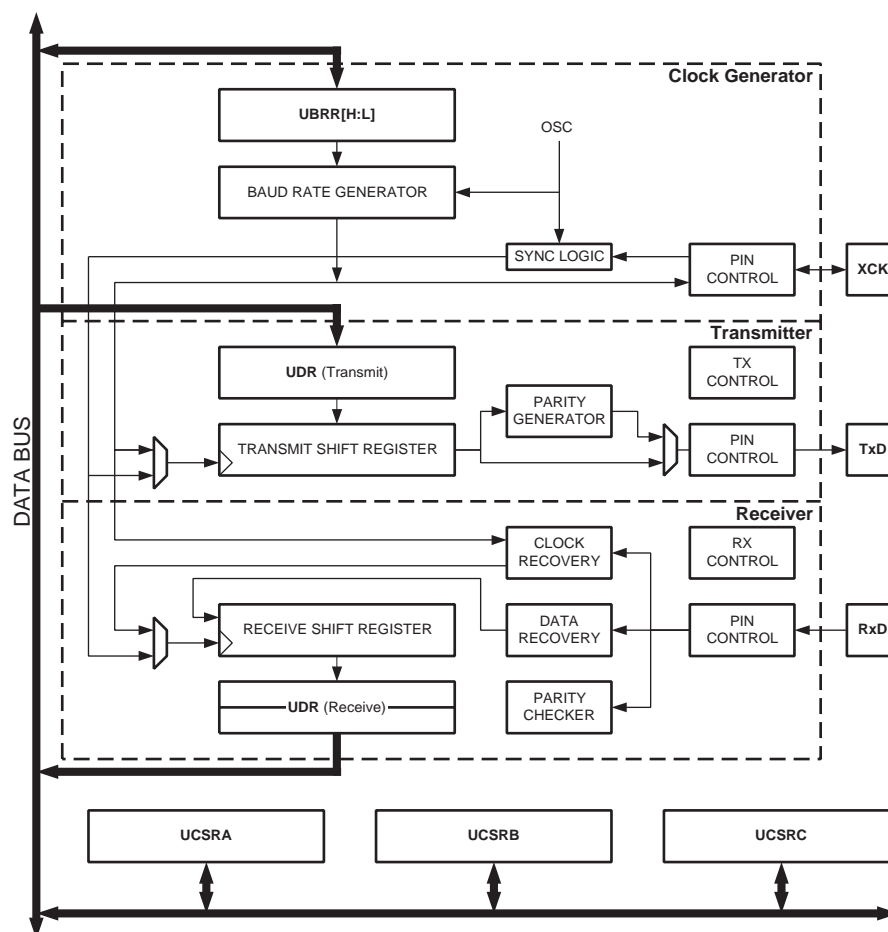 Clock Generator
UBRR[H:L]
OSC
BAUD RATE GENERATOR
SYNC LOGIC
PIN
CONTROL
XCK
Transmitter
UDR (Transmit)
TX
CONTROL
PARITY
GENERATOR
TRANSMIT SHIFT REGISTER
PIN
CONTROL
TxD
DATA BUS
Receiver
CLOCK
RECOVERY
RX
CONTROL
RECEIVE SHIFT REGISTER
DATA
RECOVERY
PIN
CONTROL
RxD
UDR (Receive)
PARITY
CHECKER
UCSRA
UCSRB
UCSRC